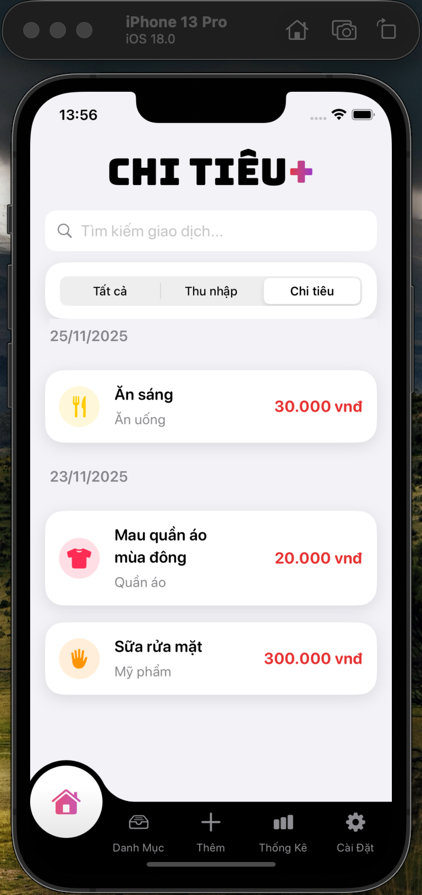 iPhone 13 Pro
iOS 18.0
13:56
CHI TIÊU+
Tìm kiếm giao dịch...
Tất cả
Thu nhập
Chi tiêu
25/11/2025
Ăn sáng
Ăn uống
30.000 vnđ
23/11/2025
Mau quần áo
mùa đông
Quần áo
20.000 vnđ
Sữa rửa mặt
Mỹ phẩm
300.000 vnđ
Danh Mục
Thêm
Thống Kê
Cài Đặt